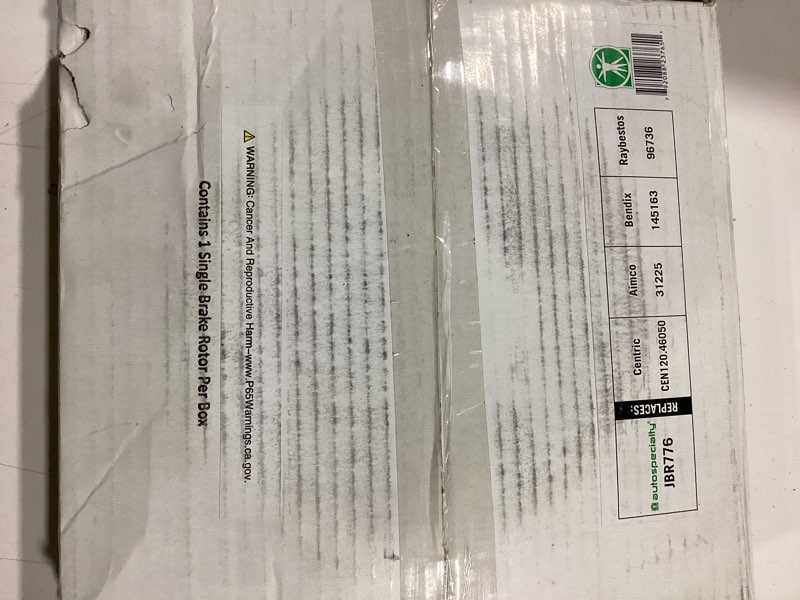 autospecialty
JBR776
REPLACES:
Centric
CEN120.46050
Aimco
31225
Bendix
145163
Raybestos
96736
WARNING: Cancer And Reproductive Harm-www.P65Warnings.ca.gov.
Contains 1 Single Brake Rotor Per Box